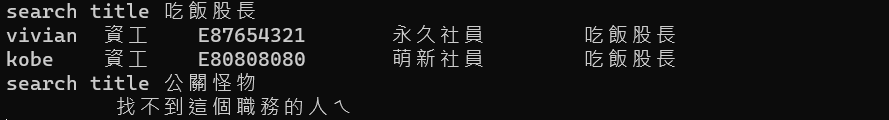 search title 吃飯股長
vivian 資工 E87654321 永久社員 吃飯股長
kobe 資工 E80808080 萌新社員 吃飯股長
search title 公關怪物
找不到這個職務的人ㄟ